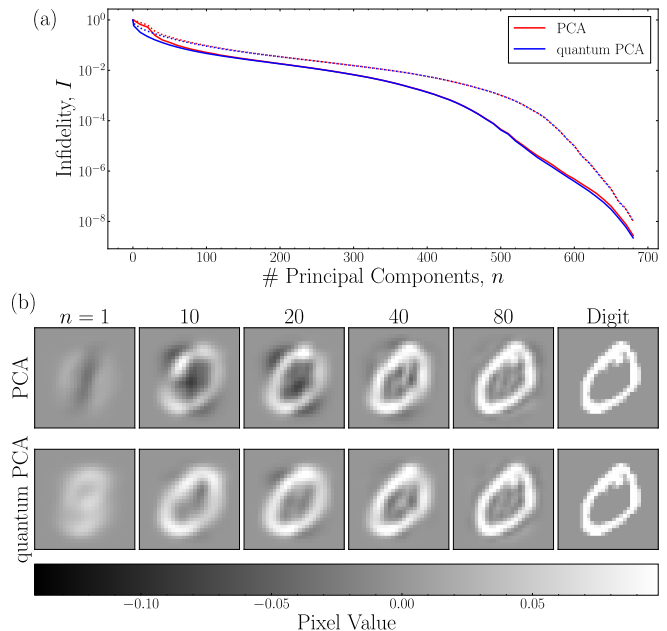 (a)
10⁰
10⁻²
10⁻⁴
10⁻⁶
10⁻⁸
Infidelity, I
PCA
quantum PCA
0 100 200 300 400 500 600 700
# Principal Components, n
(b)
n = 1 10 20 40 80 Digit
PCA
quantum PCA
−0.10 −0.05 0.00 0.05
Pixel Value